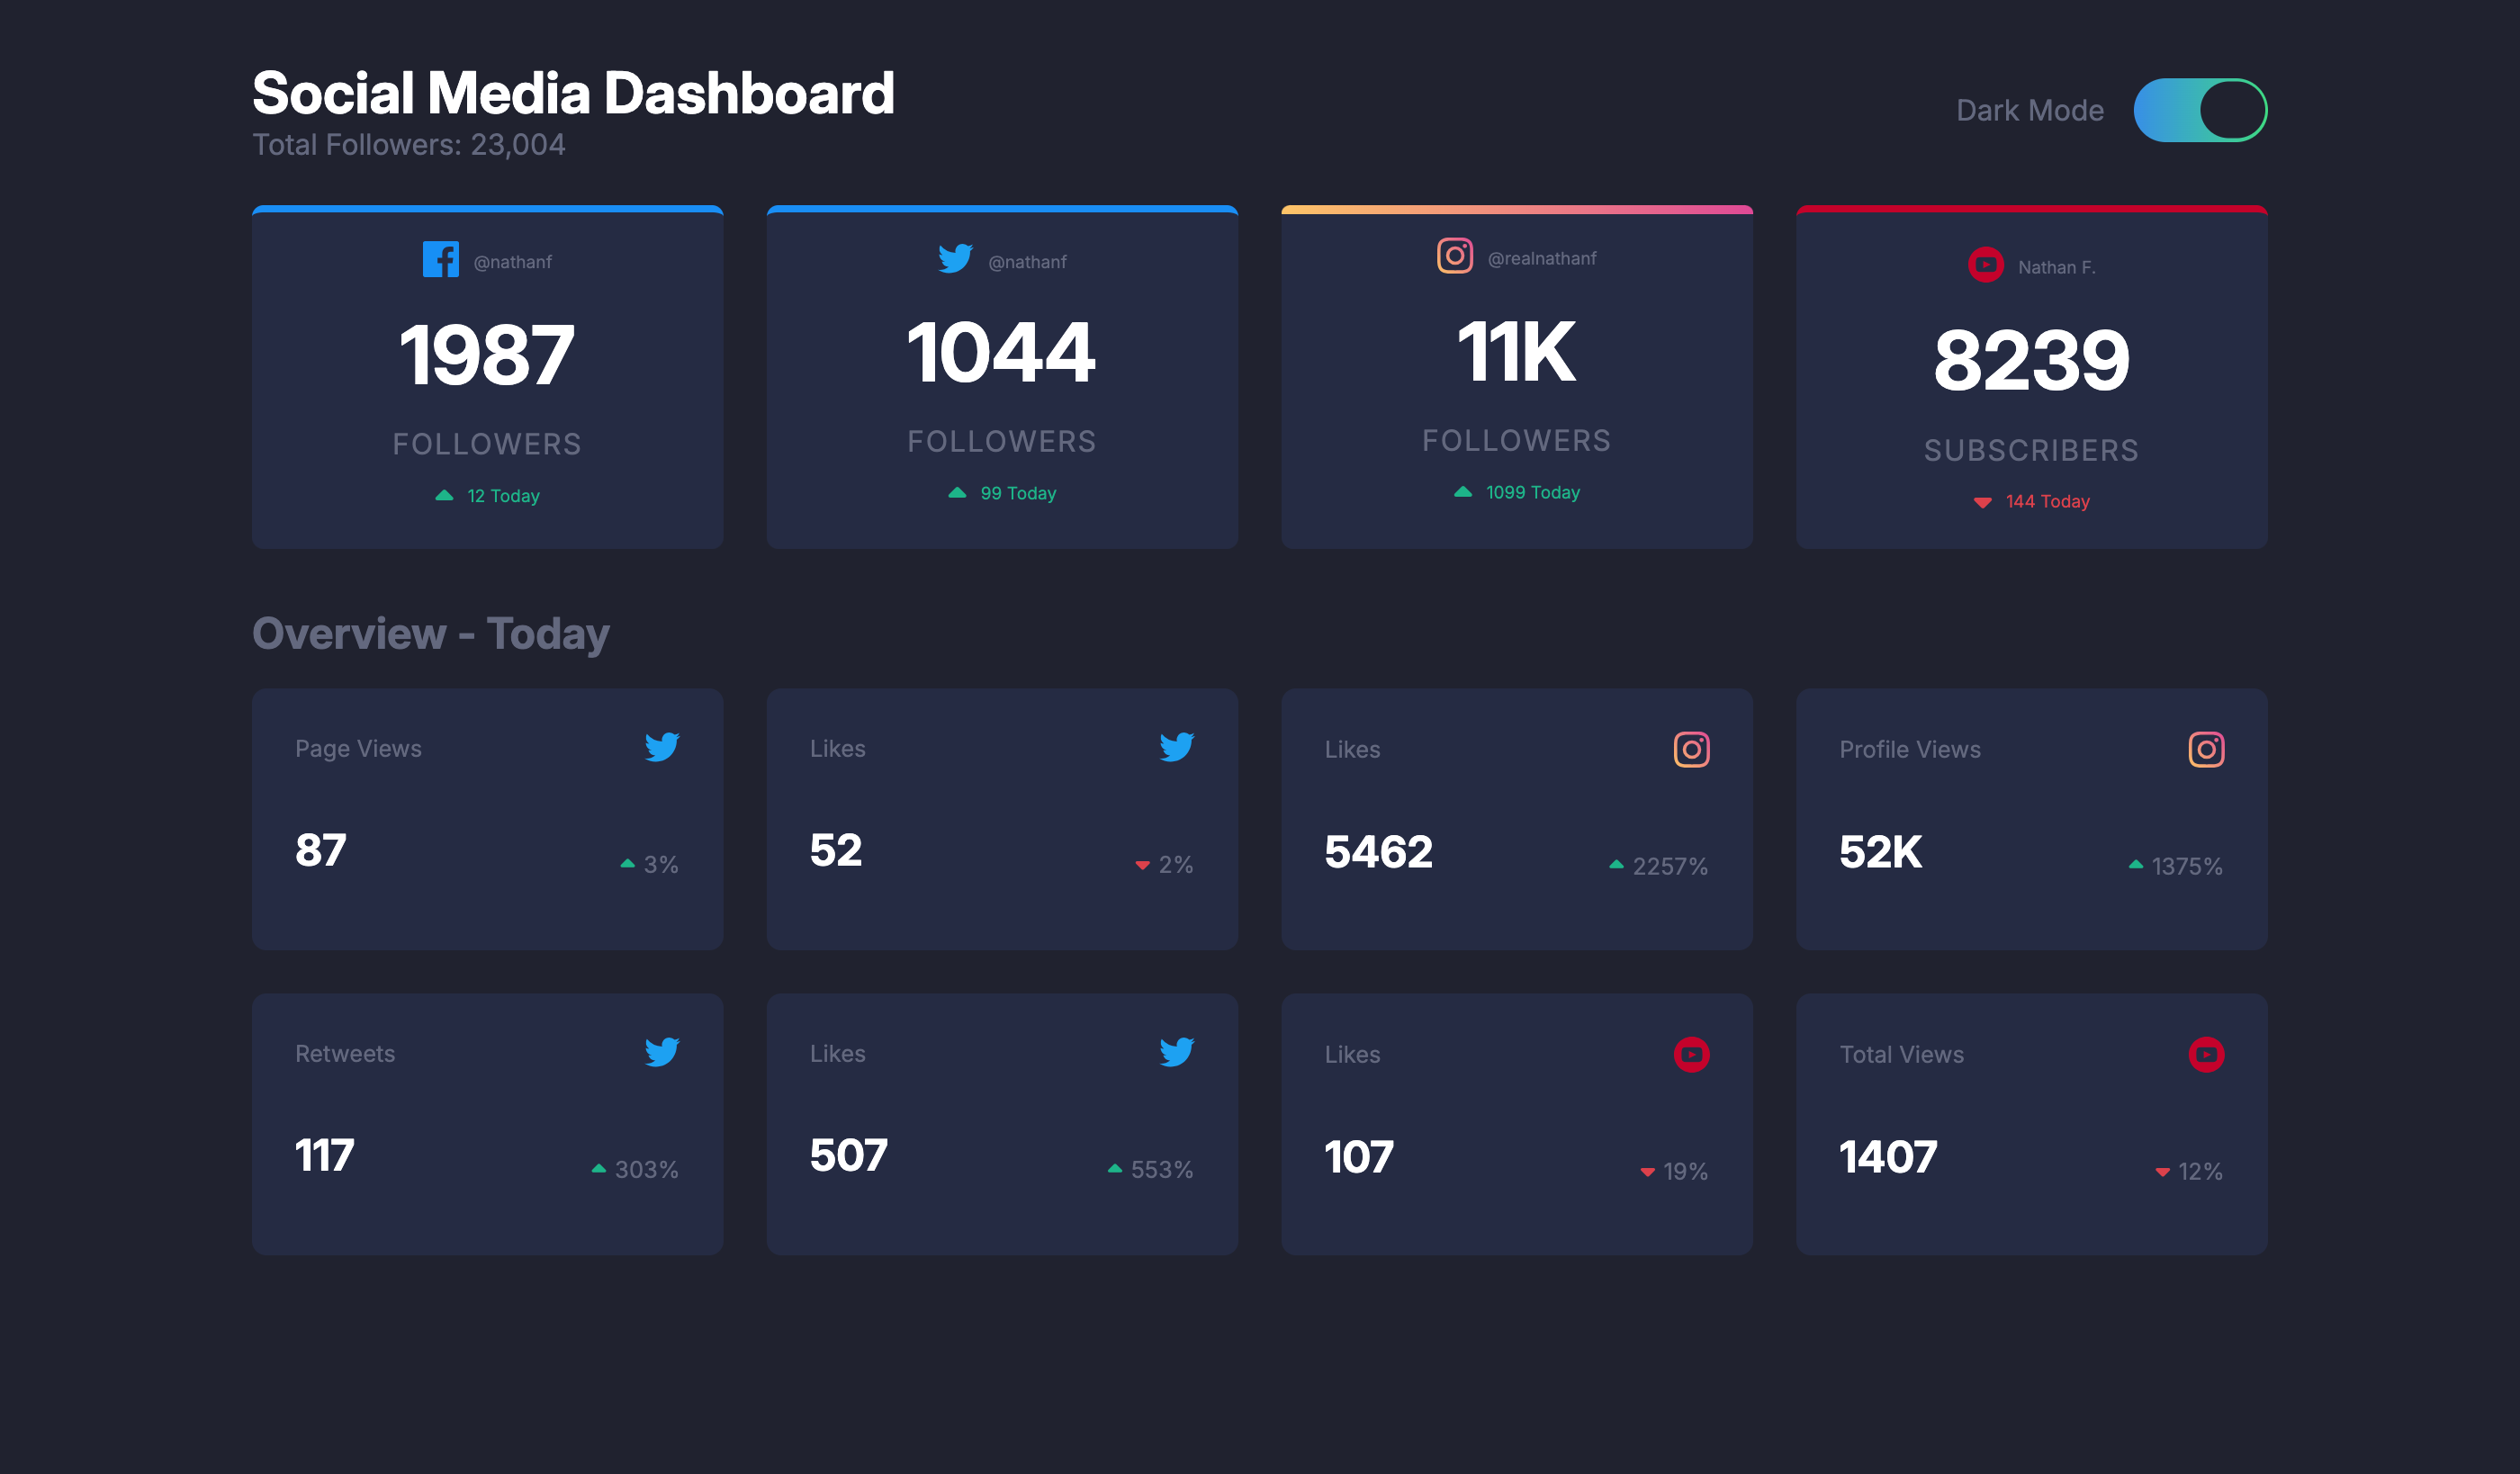 Social Media Dashboard
Total Followers: 23,004
Dark Mode
@nathanf
1987
FOLLOWERS
12 Today
@nathanf
1044
FOLLOWERS
99 Today
@realnathanf
11K
FOLLOWERS
1099 Today
Nathan F.
8239
SUBSCRIBERS
144 Today
Overview - Today
Page Views
87
3%
Likes
52
2%
Likes
5462
2257%
Profile Views
52K
1375%
Retweets
117
303%
Likes
507
553%
Likes
107
19%
Total Views
1407
12%